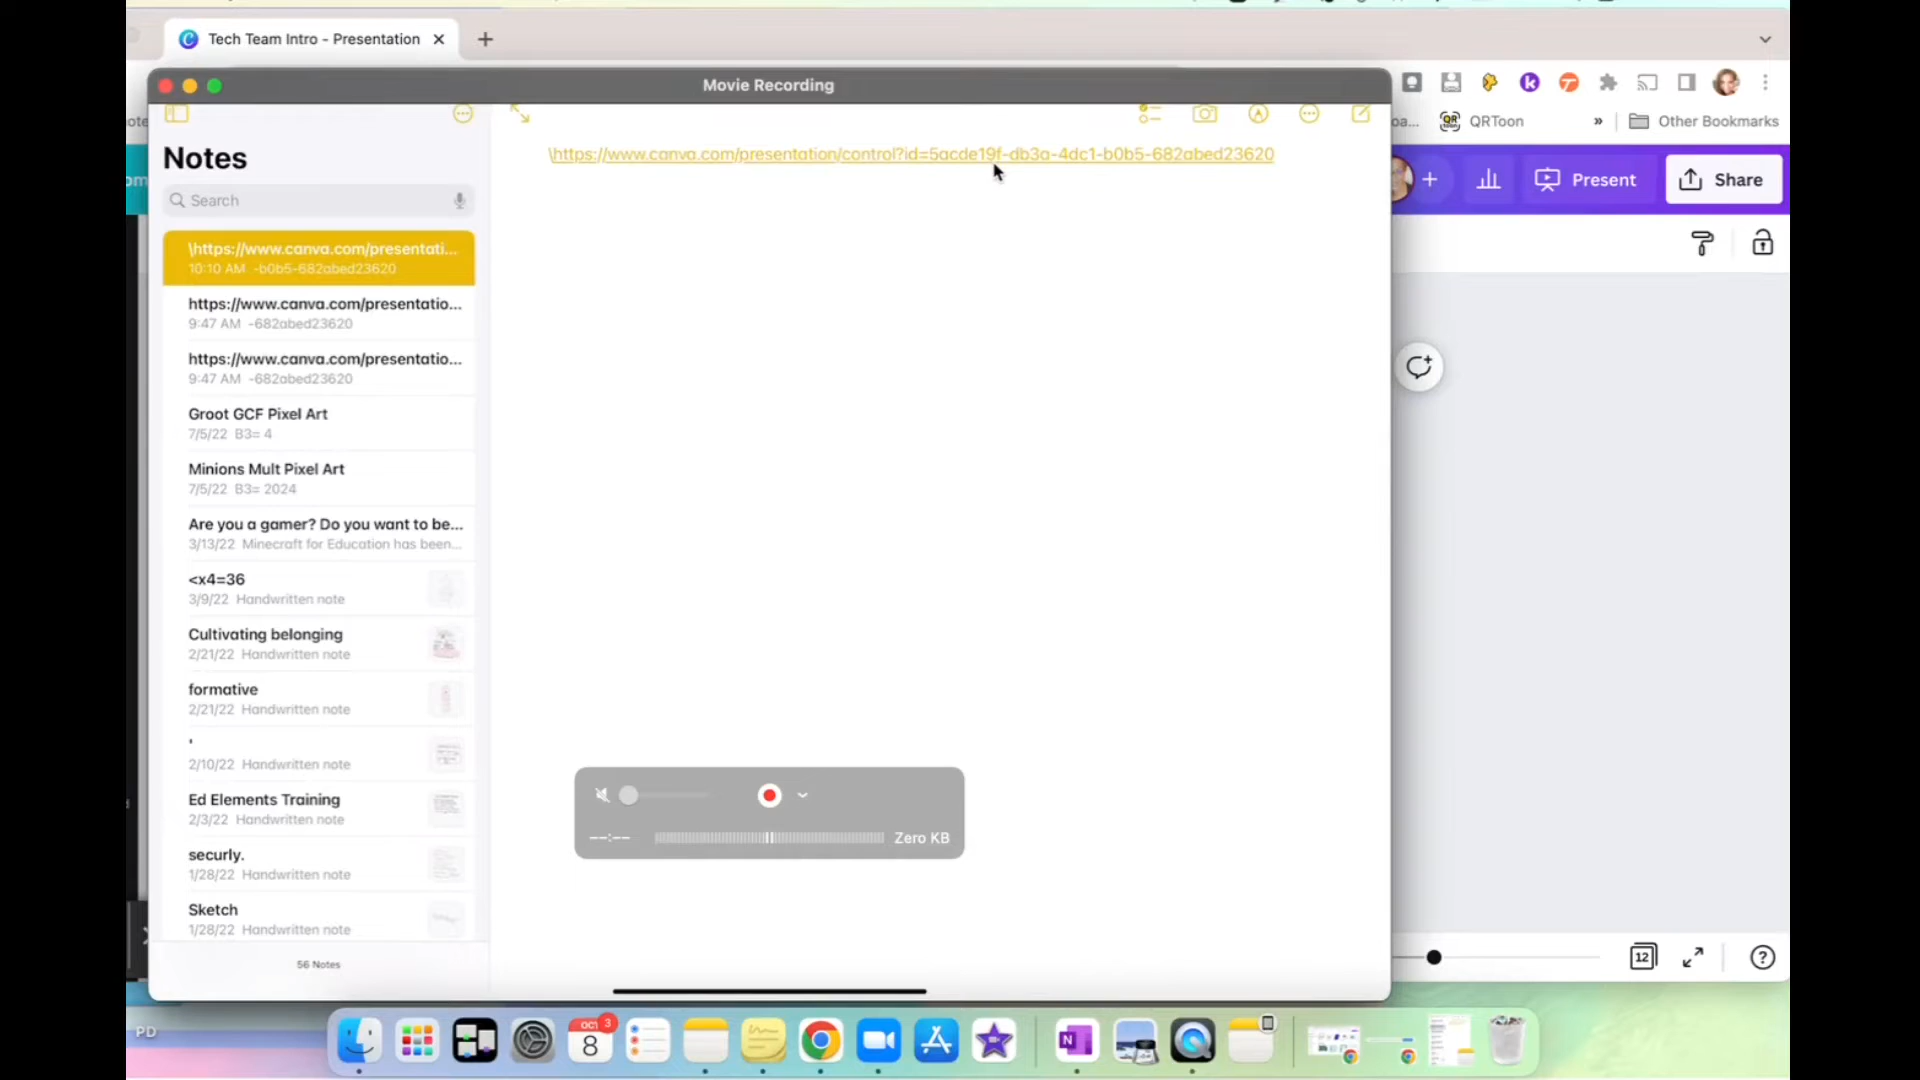 Tech Team Intro - Presentation
Movie Recording
QRToon
Other Bookmarks
Present
Share
Notes
Search
\https://www.canva.com/presentation/control?id=5acde19f-db3a-4dc1-b0b5-682abed23620
\https://www.canva.com/presentati...
10:10 AM -b0b5-682abed23620
https://www.canva.com/presentatio...
9:47 AM -682abed23620
https://www.canva.com/presentatio...
9:47 AM -682abed23620
Groot GCF Pixel Art
7/5/22 B3= 4
Minions Mult Pixel Art
7/5/22 B3= 2024
Are you a gamer? Do you want to be...
3/13/22 Minecraft for Education has been...
<x4=36
3/9/22 Handwritten note
Cultivating belonging
2/21/22 Handwritten note
formative
2/21/22 Handwritten note
'
2/10/22 Handwritten note
Ed Elements Training
2/3/22 Handwritten note
securly.
1/28/22 Handwritten note
Sketch
1/28/22 Handwritten note
56 Notes
--:--
Zero KB
12
PD
OCT
3
8
N